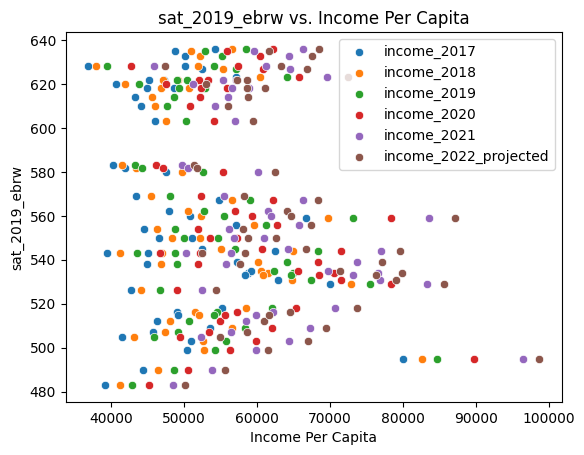 sat_2019_ebrw vs. Income Per Capita
640
620
600
580
560
540
520
500
480
sat_2019_ebrw
income_2017
income_2018
income_2019
income_2020
income_2021
income_2022_projected
40000 50000 60000 70000 80000 90000 100000
Income Per Capita